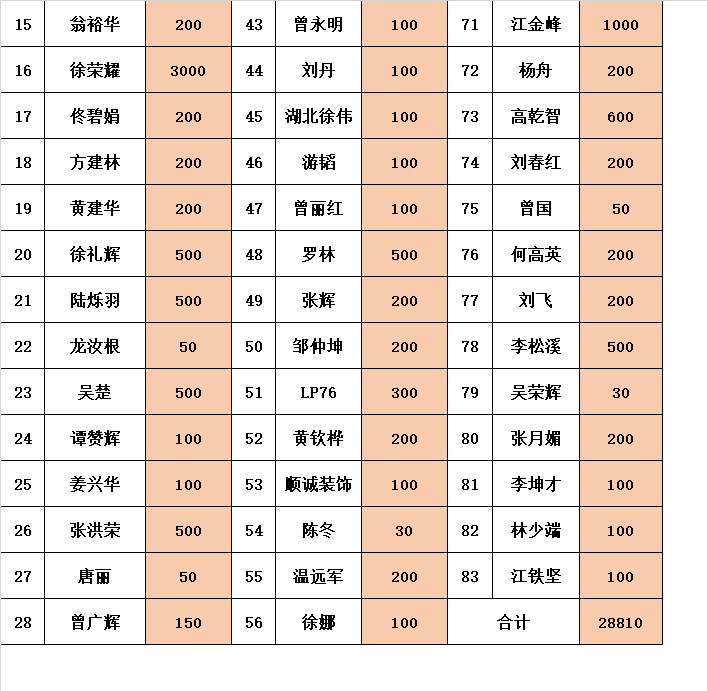 15 翁裕华 200 43 曾永明 100 71 江金峰 1000
16 徐荣耀 3000 44 刘丹 100 72 杨舟 200
17 佟碧娟 200 45 湖北徐伟 100 73 高乾智 600
18 方建林 200 46 游韬 100 74 刘春红 200
19 黄建华 200 47 曾丽红 100 75 曾国 50
20 徐礼辉 500 48 罗林 500 76 何高英 200
21 陆烁羽 500 49 张辉 200 77 刘飞 200
22 龙汝根 50 50 邹仲坤 200 78 李松溪 500
23 吴楚 500 51 LP76 300 79 吴荣辉 30
24 谭赞辉 100 52 黄钦桦 200 80 张月媚 200
25 姜兴华 100 53 顺诚装饰 100 81 李坤才 100
26 张洪荣 500 54 陈冬 30 82 林少端 100
27 唐丽 50 55 温远军 200 83 江铁坚 100
28 曾广辉 150 56 徐娜 100 合计 28810